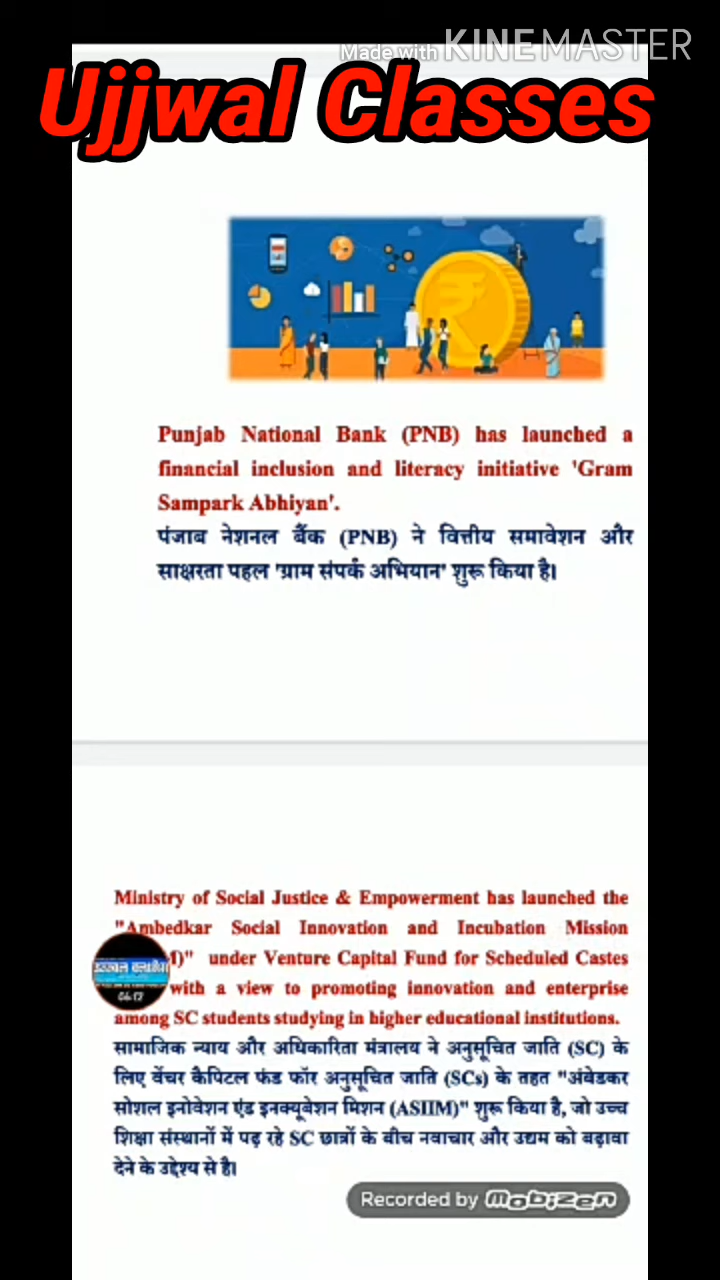 Made with KINEMASTER
Ujjwal Classes
Punjab National Bank (PNB) has launched a
financial inclusion and literacy initiative 'Gram
Sampark Abhiyan'.
पंजाब नेशनल बैंक (PNB) ने वित्तीय समावेशन और
साक्षरता पहल 'ग्राम संपर्क अभियान' शुरू किया है।
Ministry of Social Justice & Empowerment has launched the
"Ambedkar Social Innovation and Incubation Mission
)" under Venture Capital Fund for Scheduled Castes
with a view to promoting innovation and enterprise
among SC students studying in higher educational institutions.
सामाजिक न्याय और अधिकारिता मंत्रालय ने अनुसूचित जाति (SC) के
लिए वेंचर कैपिटल फंड फॉर अनुसूचित जाति (SCs) के तहत "अंबेडकर
सोशल इनोवेशन एंड इनक्यूबेशन मिशन (ASIIM)" शुरू किया है, जो उच्च
शिक्षा संस्थानों में पढ़ रहे SC छात्रों के बीच नवाचार और उद्यम को बढ़ावा
देने के उद्देश्य से है।
Recorded by mobizen